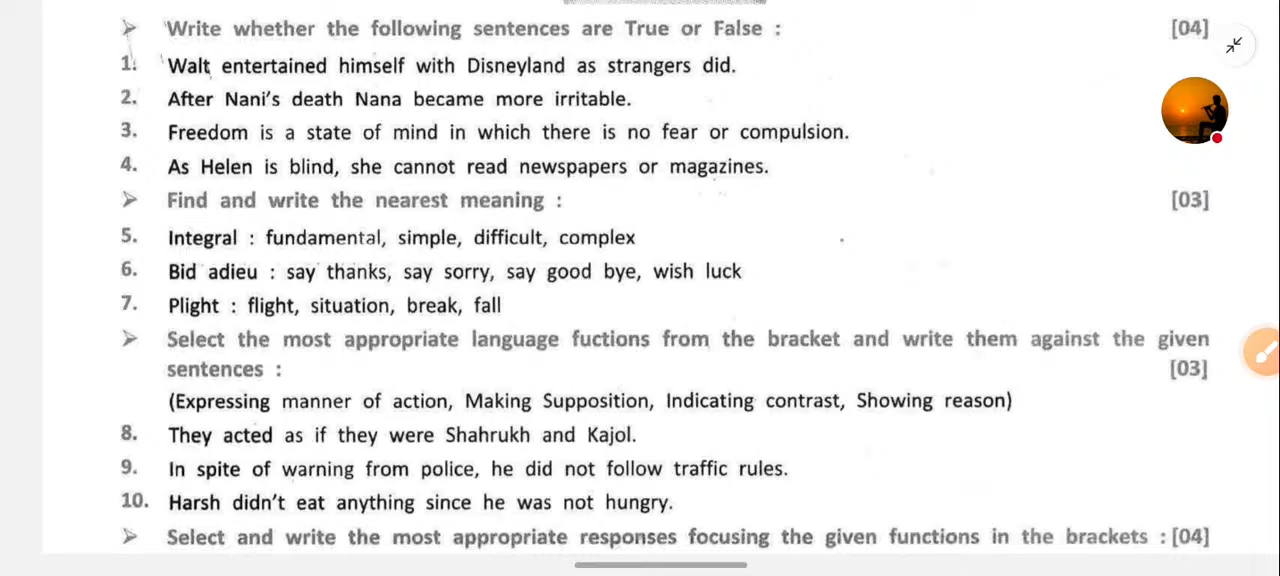 ➢ Write whether the following sentences are True or False : [04]
1. Walt entertained himself with Disneyland as strangers did.
2. After Nani's death Nana became more irritable.
3. Freedom is a state of mind in which there is no fear or compulsion.
4. As Helen is blind, she cannot read newspapers or magazines.
➢ Find and write the nearest meaning : [03]
5. Integral : fundamental, simple, difficult, complex
6. Bid adieu : say thanks, say sorry, say good bye, wish luck
7. Plight : flight, situation, break, fall
➢ Select the most appropriate language fuctions from the bracket and write them against the given
sentences : [03]
(Expressing manner of action, Making Supposition, Indicating contrast, Showing reason)
8. They acted as if they were Shahrukh and Kajol.
9. In spite of warning from police, he did not follow traffic rules.
10. Harsh didn't eat anything since he was not hungry.
➢ Select and write the most appropriate responses focusing the given functions in the brackets : [04]